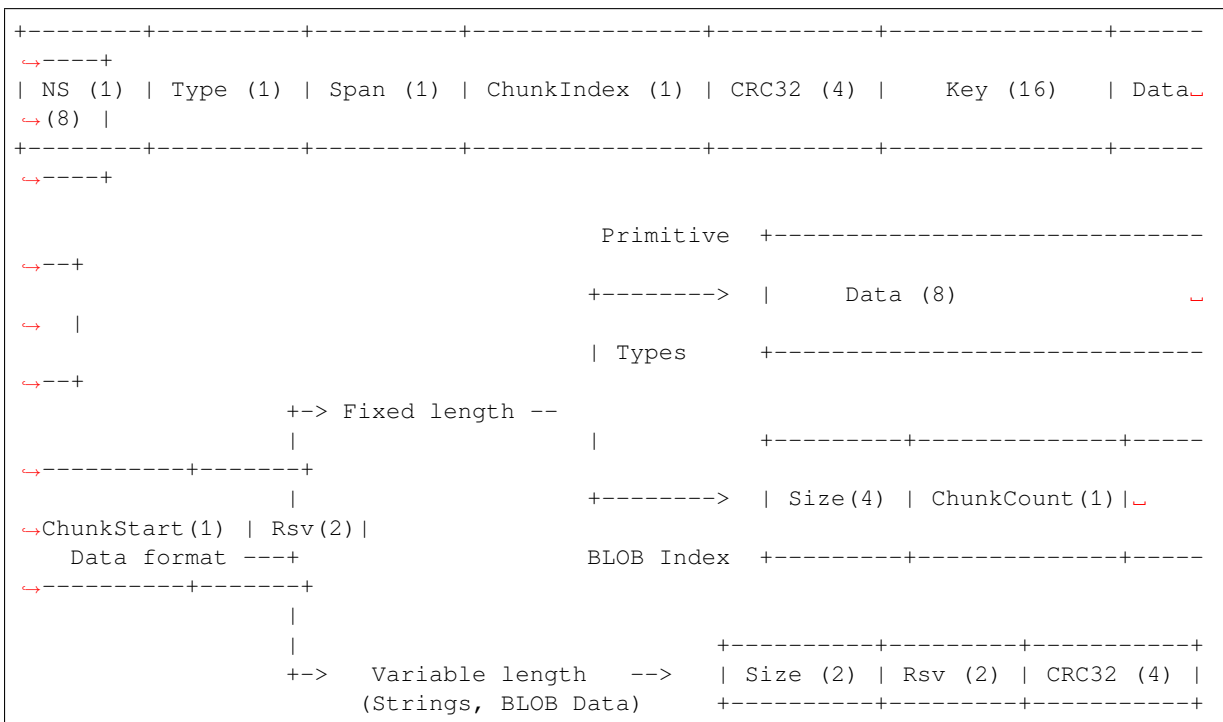 +--------+----------+----------+---------------+-----------+--------------+------
↪----+
| NS (1) | Type (1) | Span (1) | ChunkIndex (1) | CRC32 (4) |    Key (16)   | Data␣
↪(8) |
+--------+----------+----------+---------------+-----------+--------------+------
↪----+
Primitive  +-----------------------------
↪--+
+-------->  |     Data (8)                ␣
↪  |
| Types     +-----------------------------
↪--+
+-> Fixed length --
|                   |           +---------+--------------+-----
↪----------+-------+
|                   +-------->  | Size(4) | ChunkCount(1)|␣
↪ChunkStart(1) | Rsv(2)|
Data format ---+                   BLOB Index  +---------+--------------+-----
↪----------+-------+
|
|                             +----------+---------+-----------+
+->   Variable length   -->   | Size (2) | Rsv (2) | CRC32 (4) |
(Strings, BLOB Data)     +----------+---------+-----------+